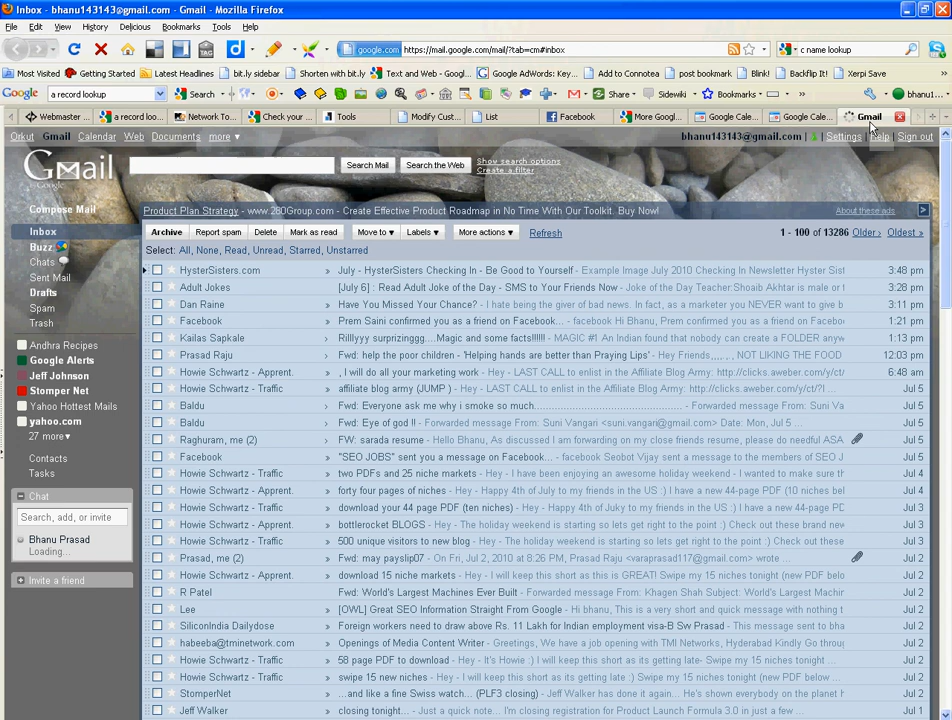 Inbox - bhanu143143@gmail.com - Gmail - Mozilla Firefox
File Edit View History Delicious Bookmarks Tools Help
google.com https://mail.google.com/mail/?tab=cm#inbox c name lookup
Most Visited Getting Started Latest Headlines bit.ly sidebar Shorten with bit.ly Text and Web - Googl... Google AdWords: Key... Add to Connotea post bookmark Blink! Backflip It! Xerpi Save
Google a record lookup Search Share Sidewiki Bookmarks bhanu1...
Webmaster ... a record loo... Network To... Check your ... Tools Modify Cust... List Facebook More Googl... Google Cale... Google Cale... Gmail
Orkut Gmail Calendar Web Documents more ▾ bhanu143143@gmail.com | Settings | Help | Sign out
Gmail by Google Search Mail Search the Web Show search options
Create a filter
Compose Mail
Product Plan Strategy - www.280Group.com - Create Effective Product Roadmap in No Time With Our Toolkit. Buy Now! About these ads
Inbox
Buzz
Chats
Sent Mail
Drafts
Spam
Trash
Andhra Recipes
Google Alerts
Jeff Johnson
Stomper Net
Yahoo Hottest Mails
yahoo.com
27 more▾
Contacts
Tasks
Chat
Search, add, or invite
Bhanu Prasad
Loading...
Invite a friend
Archive Report spam Delete Mark as read Move to ▾ Labels ▾ More actions ▾ Refresh 1 - 100 of 13286 Older › Oldest »
Select: All, None, Read, Unread, Starred, Unstarred
HysterSisters.com » July - HysterSisters Checking In - Be Good to Yourself - Example Image July 2010 Checking In Newsletter Hyster Sist 3:48 pm
Adult Jokes » [July 6] : Read Adult Joke of the Day - SMS to Your Friends Now - Joke of the Day Teacher:Shoaib Akhtar is male or t 3:28 pm
Dan Raine » Have You Missed Your Chance? - I hate being the giver of bad news. In fact, as a marketer you NEVER want to give b 3:11 pm
Facebook » Prem Saini confirmed you as a friend on Facebook... - facebook Hi Bhanu, Prem confirmed you as a friend on Faceboo 1:21 pm
Kailas Sapkale › Rilllyyy surprizinggg....Magic and some facts!!!!!! - MAGIC #1 An Indian found that nobody can create a FOLDER anyw 1:13 pm
Prasad Raju › Fwd: help the poor children - 'Helping hands are better than Praying Lips' - Hey Friends,,,,. , NOT LIKING THE FOOD 12:03 pm
Howie Schwartz - Apprent. » , I will do all your marketing work - Hey - LAST CALL to enlist in the Affiliate Blog Army: http://clicks.aweber.com/y/ct/? 6:48 am
Howie Schwartz - Traffic » affiliate blog army (JUMP ) - Hey - LAST CALL to enlist in the Affiliate Blog Army: http://clicks.aweber.com/y/ct/?l... Jul 5
Baldu › Fwd: Everyone ask me why i smoke so much................................. - Forwarded message From: Suni Va Jul 5
Baldu › Fwd: Eye of god !! - Forwarded message From: Suni Vangari <suni.vangari@gmail.com> Date: Mon, Jul 5 Jul 5
Raghuram, me (2) › FW: sarada resume - Hello Bhanu, As discussed I am forwarding on my close friends resume, please do needful ASA Jul 5
Facebook » "SEO JOBS" sent you a message on Facebook... - facebook Seobot Vijay sent a message to the members of SEO J Jul 5
Howie Schwartz - Traffic » two PDFs and 25 niche markets - Hey - I have been enjoying an awesome holiday weekend - I wanted to make sure th Jul 4
Howie Schwartz - Apprent. » forty four pages of niches - Hey - Happy 4th of July to my friends in the US :) I have a new 44-page PDF (10 niches bel Jul 4
Howie Schwartz - Traffic » download your 44 page (ten niches) - Hey - Happy 4th of Juky to my friends in the US :) I have a new 44-page PDF (1 Jul 4
Howie Schwartz - Apprent. » bottlerocket BLOGS - Hey - The holiday weekend is starting so lets get right to the point :) Check out these brand new Jul 3
Howie Schwartz - Traffic » 500 unique visitors to new blog - Hey - The holiday weekend is starting so lets get right to the point :) Check out these Jul 3
Prasad, me (2) › Fwd: may payslip07 - On Fri, Jul 2, 2010 at 8:26 PM, Prasad Raju <varaprasad117@gmail.com> wrote ... Jul 2
Howie Schwartz - Apprent. » download 15 niche markets - Hey - I will keep this short as this is GREAT! Swipe my 15 niches tonight (new PDF belo Jul 2
R Patel › Fwd: World's Largest Machines Ever Built - Forwarded message From: Khagen Shah Subject: World's Largest Machir Jul 2
Lee » [OWL] Great SEO Information Straight From Google - Hi bhanu, This is a very short and quick message with nothing t Jul 2
SiliconIndia Dailydose » Foreign workers need to draw above Rs. 11 Lakh for Indian employment visa-B Sw Prasad - This message sent to bha Jul 2
habeeba@tminetwork.com » Openings of Media Content Writer - Greetings, We have a job opening with TMI Networks, Hyderabad Kindly Go throug Jul 2
Howie Schwartz - Traffic » 58 page PDF to download - Hey - It's Howie :) I will keep this short as its getting late- Swipe my 15 niches tonight ... Jul 2
Howie Schwartz - Traffic » swipe 15 new niches - Hey - I will keep this short as its getting late :) Swipe my 15 niches tonight (new PDF below ... Jul 2
StomperNet » ...and like a fine Swiss watch... (PLF3 closing) - Jeff Walker has done it again... He's shown everybody on the planet h Jul 2
Jeff Walker » closing tonight... - Just a quick note... I'm closing registration for Product Launch Formula 3.0 in just a few ... Jul 1